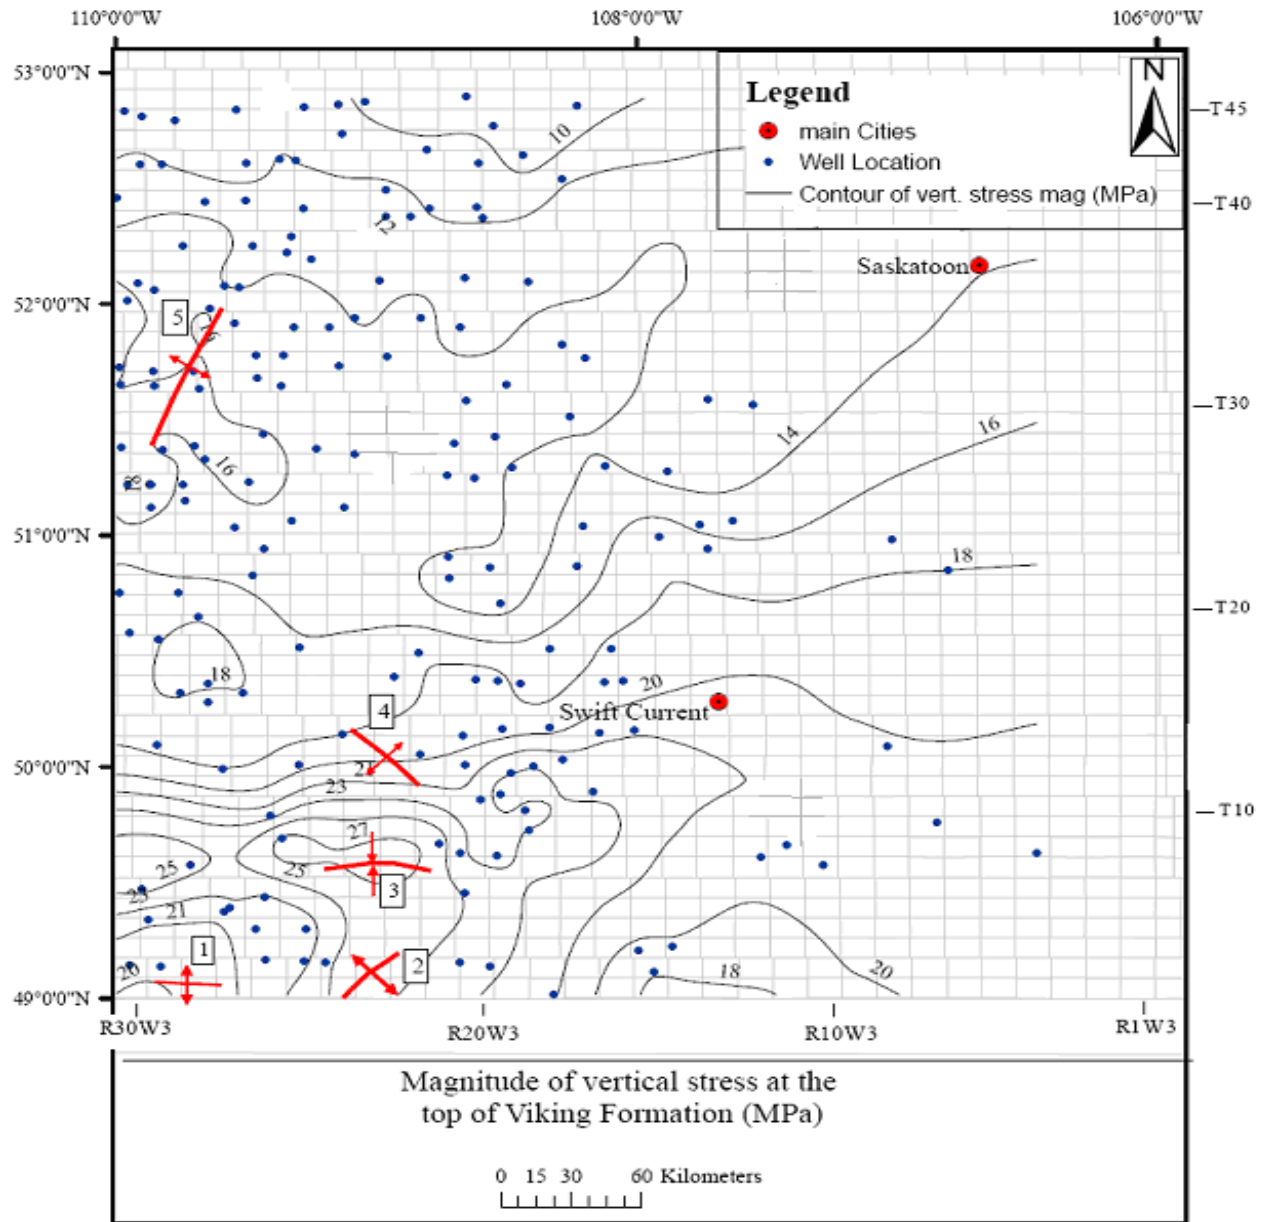 110°0'0"W 108°0'0"W 106°0'0"W
53°0'0"N
N
Legend
main Cities
Well Location
Contour of vert. stress mag (MPa)
T45
10
T40
12
Saskatoon
52°0'0"N
5
16
T30
14
16
16
18
51°0'0"N
18
T20
18
20
4
Swift Current
50°0'0"N
21
23
T10
27
25
25
3
23
21
1
2
20
18
20
49°0'0"N
R30W3 R20W3 R10W3 R1W3
Magnitude of vertical stress at the
top of Viking Formation (MPa)
0 15 30 60 Kilometers